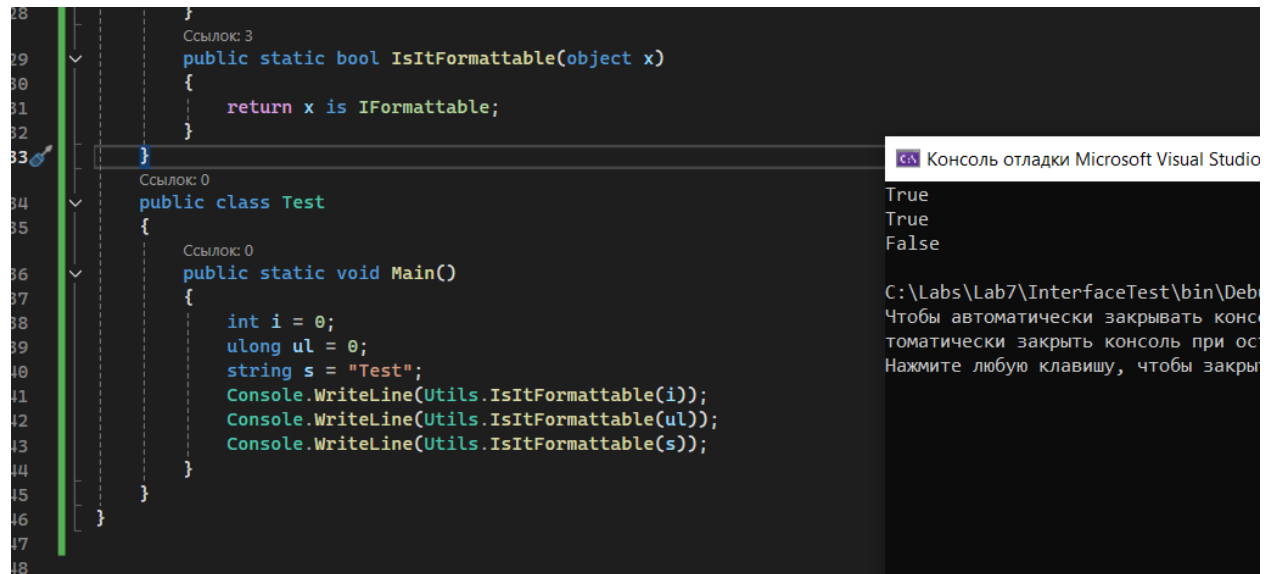 28 }
Ссылок: 3
29 public static bool IsItFormattable(object x)
30 {
31 return x is IFormattable;
32 }
33 }
Ссылок: 0
34 public class Test
35 {
Ссылок: 0
36 public static void Main()
37 {
38 int i = 0;
39 ulong ul = 0;
40 string s = "Test";
41 Console.WriteLine(Utils.IsItFormattable(i));
42 Console.WriteLine(Utils.IsItFormattable(ul));
43 Console.WriteLine(Utils.IsItFormattable(s));
44 }
45 }
46 }
47
48
Консоль отладки Microsoft Visual Studio
True
True
False
C:\Labs\Lab7\InterfaceTest\bin\Deb
Чтобы автоматически закрывать конс
томатически закрыть консоль при ос
Нажмите любую клавишу, чтобы закры